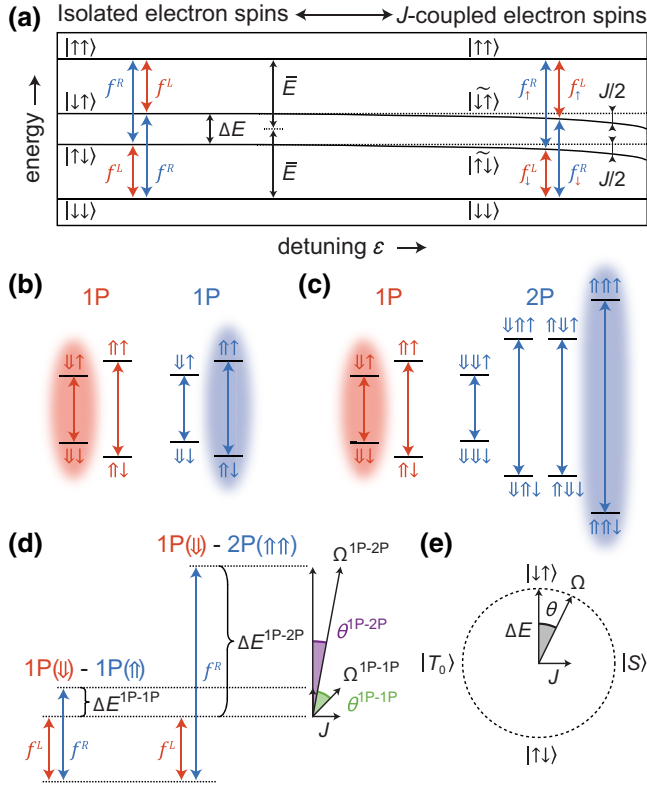 (a) Isolated electron spins ⟷ J-coupled electron spins
|↑↑⟩ |↑↑⟩
f^R f^L Ē f^R_↑ f^L_↑ J/2
|↓↑⟩ |↓↑~⟩
energy → ΔE
|↑↓⟩ |↑↓~⟩
f^L f^R Ē f^L_↓ f^R_↓ J/2
|↓↓⟩ |↓↓⟩
detuning ε →
(b) 1P 1P
⇓↑ ⇑↑ ⇓↑ ⇑↑
⇓↓ ⇑↓ ⇓↓ ⇑↓
(c) 1P 2P
⇑⇑↑
⇓⇑↑ ⇑⇓↑
⇓↑ ⇑↑ ⇓⇓↑
⇓↓ ⇑↓ ⇓⇓↓
⇓⇑↓ ⇑⇓↓
⇑⇑↓
(d) 1P(⇓) - 2P(⇑⇑)
Ω^1P-2P
ΔE^1P-2P θ^1P-2P
f^R
1P(⇓) - 1P(⇑)
ΔE^1P-1P Ω^1P-1P
θ^1P-1P
J
f^L f^R f^L
(e) |↓↑⟩
Ω
θ
ΔE
|T₀⟩ |S⟩
J
|↑↓⟩